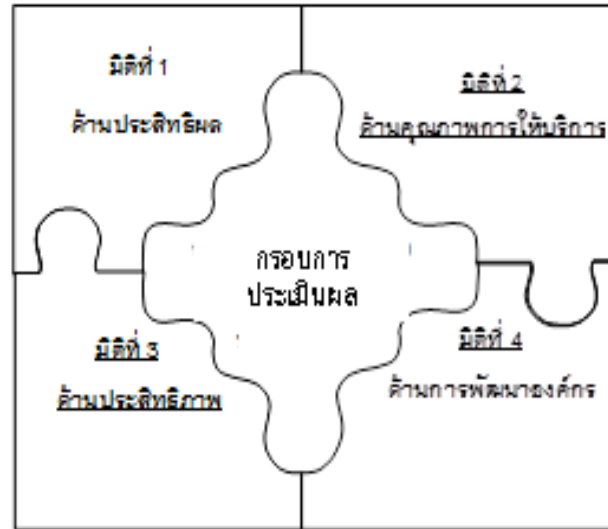 มิติที่ 1
ด้านประสิทธิผล
มิติที่ 2
ด้านคุณภาพการให้บริการ
กรอบการ
ประเมินผล
มิติที่ 3
ด้านประสิทธิภาพ
มิติที่ 4
ด้านการพัฒนาองค์กร